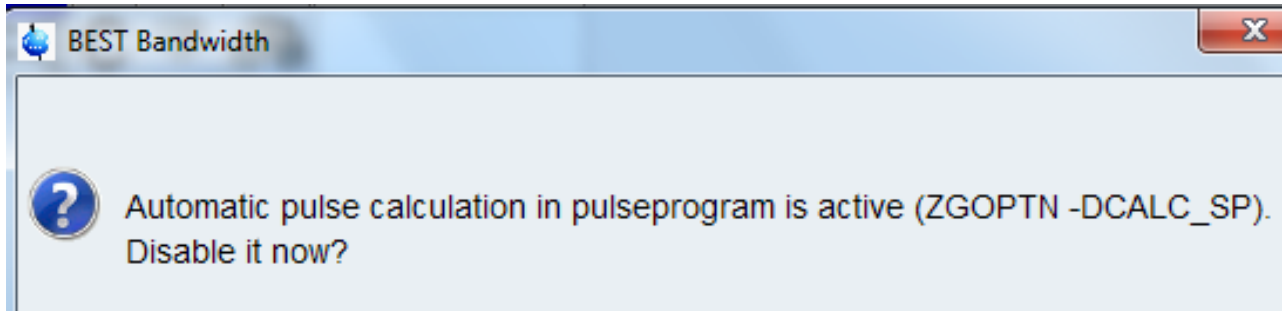 BEST Bandwidth
Automatic pulse calculation in pulseprogram is active (ZGOPTN -DCALC_SP).
Disable it now?